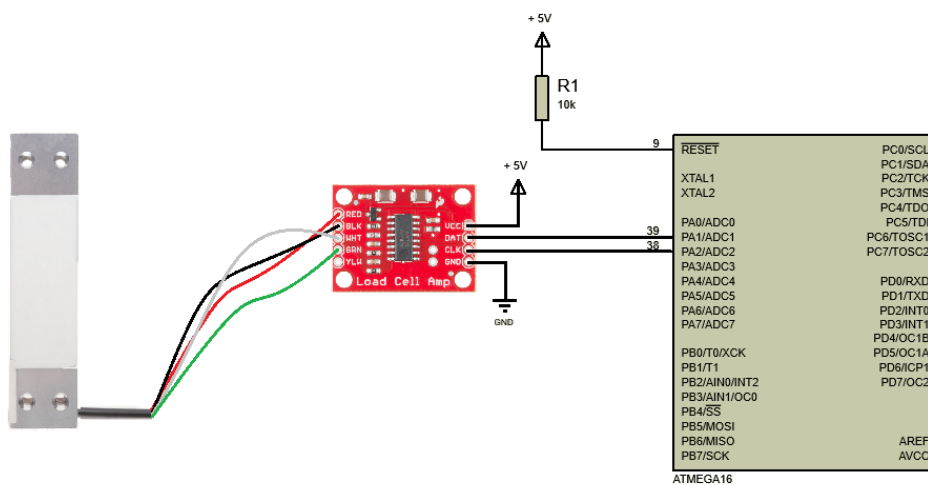 + 5V
R1
10k
+ 5V
RED
BLK
WHT
GRN
YLW
VCC
DAT
CLK
GND
Load Cell Amp
GND
9
39
38
RESET
XTAL1
XTAL2
PA0/ADC0
PA1/ADC1
PA2/ADC2
PA3/ADC3
PA4/ADC4
PA5/ADC5
PA6/ADC6
PA7/ADC7
PB0/T0/XCK
PB1/T1
PB2/AIN0/INT2
PB3/AIN1/OC0
PB4/SS
PB5/MOSI
PB6/MISO
PB7/SCK
PC0/SCL
PC1/SDA
PC2/TCK
PC3/TMS
PC4/TDO
PC5/TDI
PC6/TOSC1
PC7/TOSC2
PD0/RXD
PD1/TXD
PD2/INT0
PD3/INT1
PD4/OC1B
PD5/OC1A
PD6/ICP1
PD7/OC2
AREF
AVCC
ATMEGA16